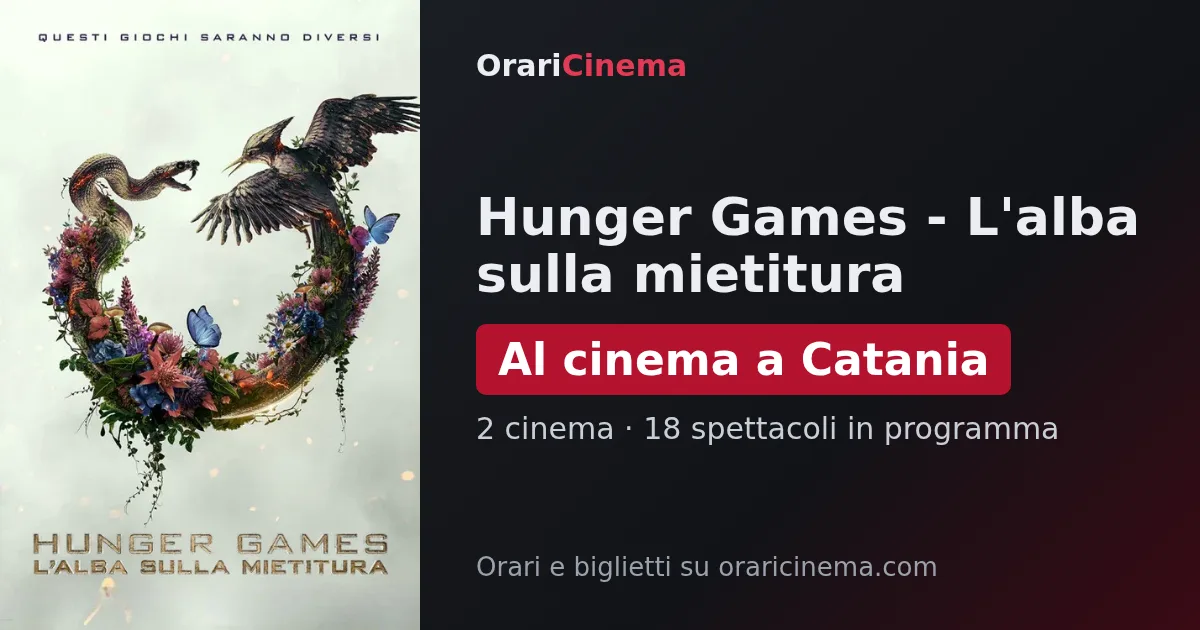 QUESTI GIOCHI SARANNO DIVERSI
HUNGER GAMES
L'ALBA SULLA MIETITURA
OrariCinema
Hunger Games - L'alba
sulla mietitura
Al cinema a Catania
2 cinema · 18 spettacoli in programma
Orari e biglietti su oraricinema.com